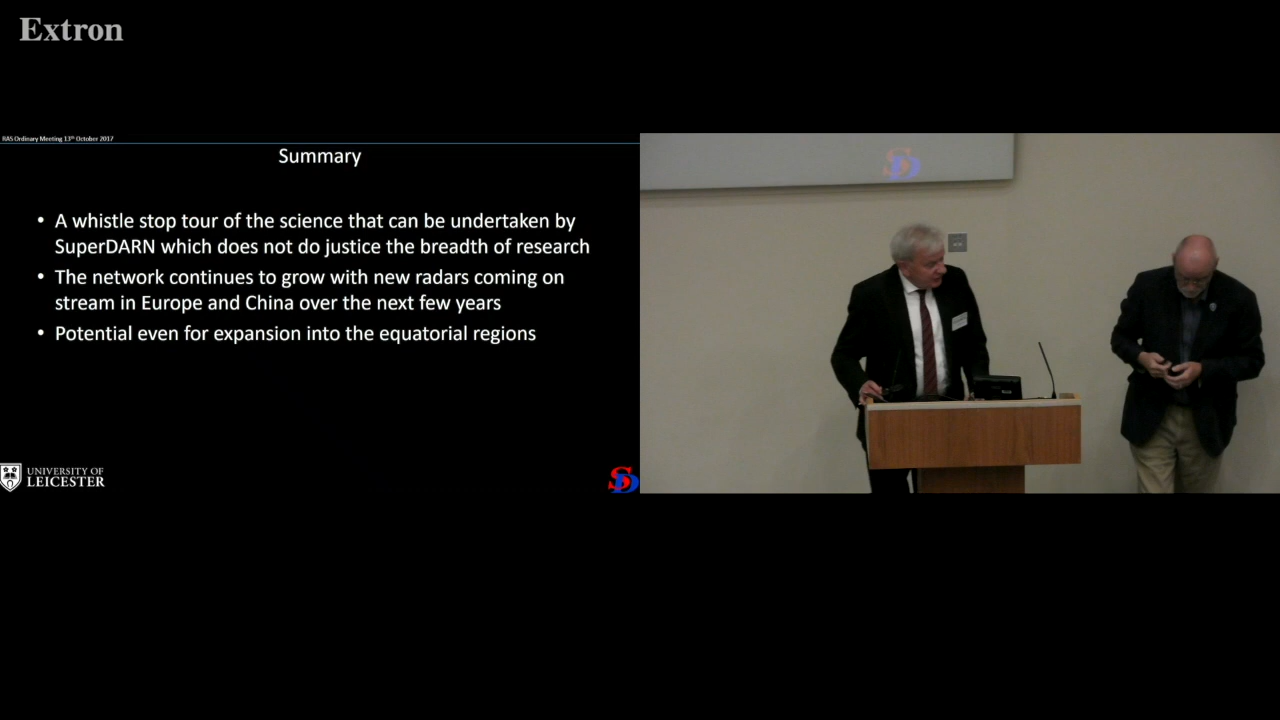 Extron
RAS Ordinary Meeting 13th October 2017
Summary
• A whistle stop tour of the science that can be undertaken by
SuperDARN which does not do justice the breadth of research
• The network continues to grow with new radars coming on
stream in Europe and China over the next few years
• Potential even for expansion into the equatorial regions
UNIVERSITY OF
LEICESTER
SD
SD